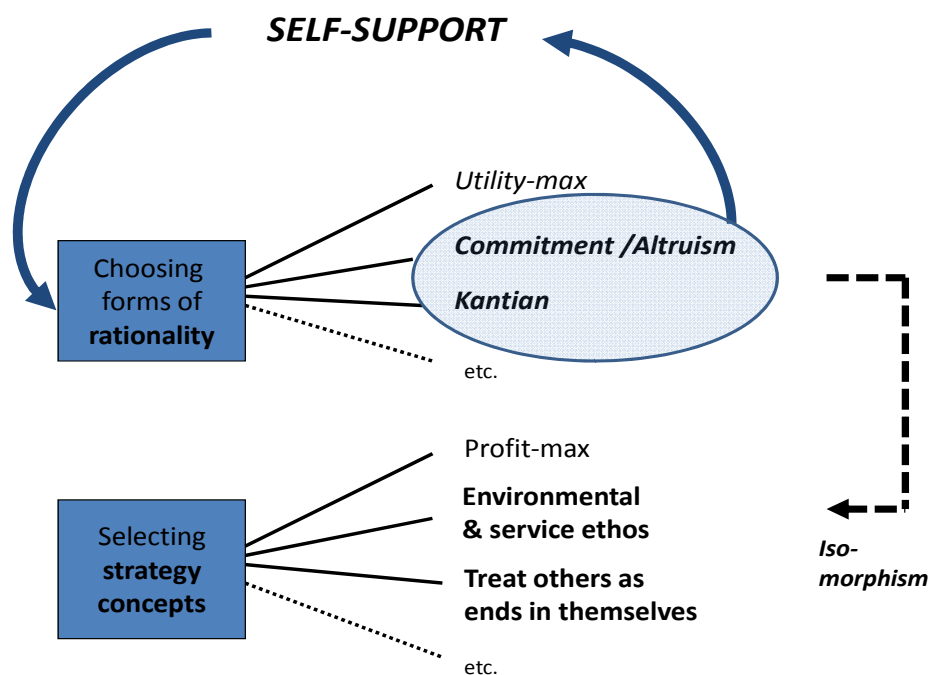 SELF-SUPPORT
Utility-max
Commitment /Altruism
Kantian
etc.
Choosing
forms of
rationality
Profit-max
Environmental
& service ethos
Treat others as
ends in themselves
etc.
Selecting
strategy
concepts
Iso-
morphism